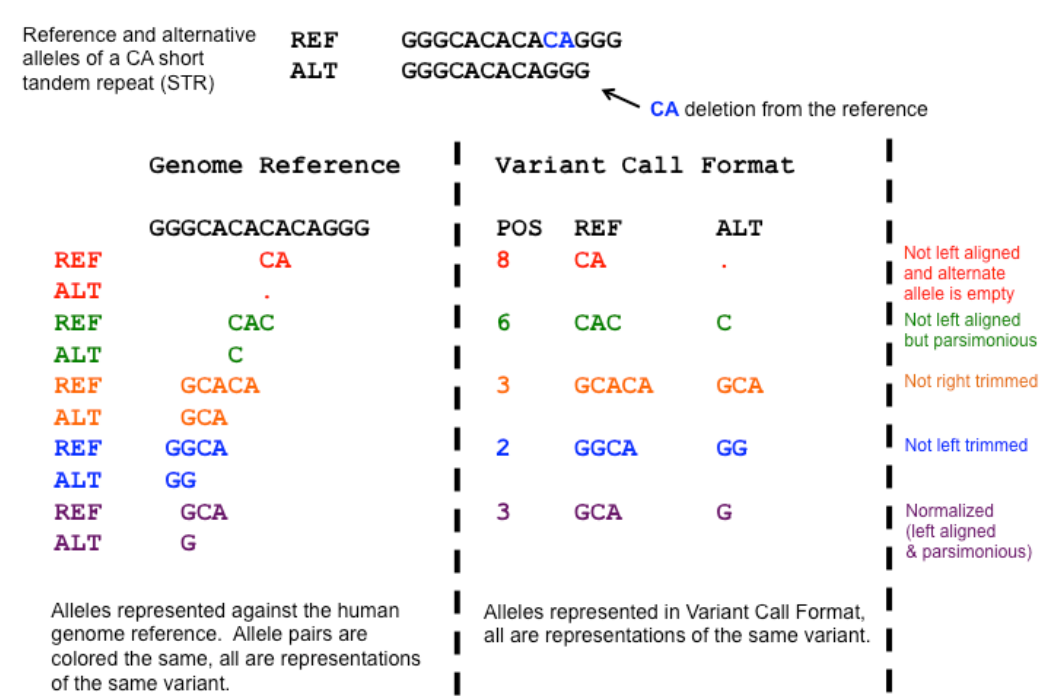 Reference and alternative
alleles of a CA short
tandem repeat (STR)
REF GGGCACACACAGGG
ALT GGGCACACAGGG
CA deletion from the reference
Genome Reference Variant Call Format
GGGCACACACAGGG POS REF ALT
REF CA 8 CA .
ALT .
Not left aligned
and alternate
allele is empty
REF CAC 6 CAC C
ALT C
Not left aligned
but parsimonious
REF GCACA 3 GCACA GCA Not right trimmed
ALT GCA
REF GGCA 2 GGCA GG Not left trimmed
ALT GG
REF GCA 3 GCA G
ALT G
Normalized
(left aligned
& parsimonious)
Alleles represented against the human
genome reference. Allele pairs are
colored the same, all are representations
of the same variant.
Alleles represented in Variant Call Format,
all are representations of the same variant.